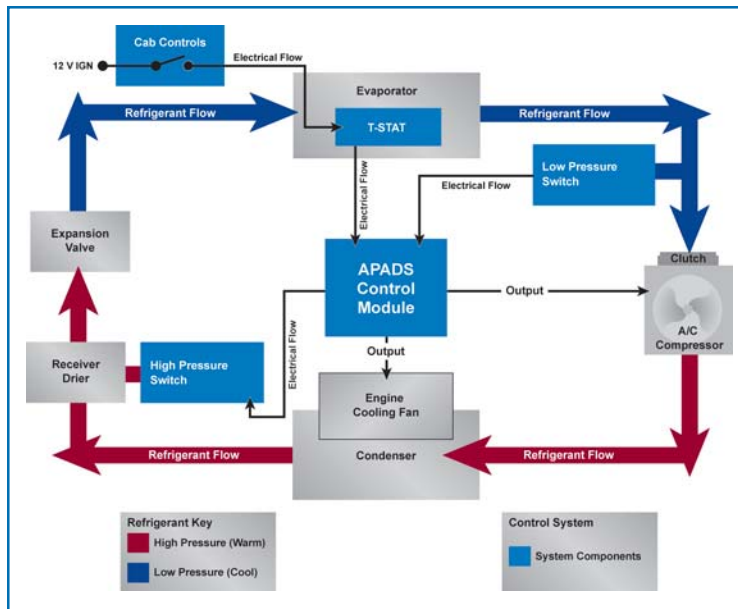 Cab Controls
12 V IGN
Electrical Flow
Evaporator
T-STAT
Refrigerant Flow
Refrigerant Flow
Low Pressure
Switch
Electrical Flow
Electrical Flow
Expansion
Valve
APADS
Control
Module
Clutch
A/C
Compressor
Output
Output
Electrical Flow
Receiver
Drier
High Pressure
Switch
Engine
Cooling Fan
Condenser
Refrigerant Flow
Refrigerant Flow
Refrigerant Key
High Pressure (Warm)
Low Pressure (Cool)
Control System
System Components